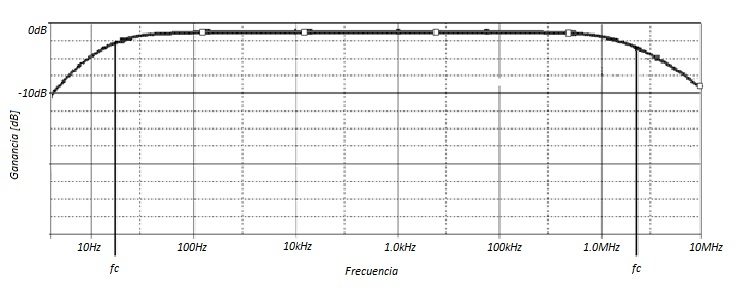 0dB
-10dB
Ganancia [dB]
10Hz 100Hz 10kHz 1.0kHz 100kHz 1.0MHz 10MHz
fc fc
Frecuencia